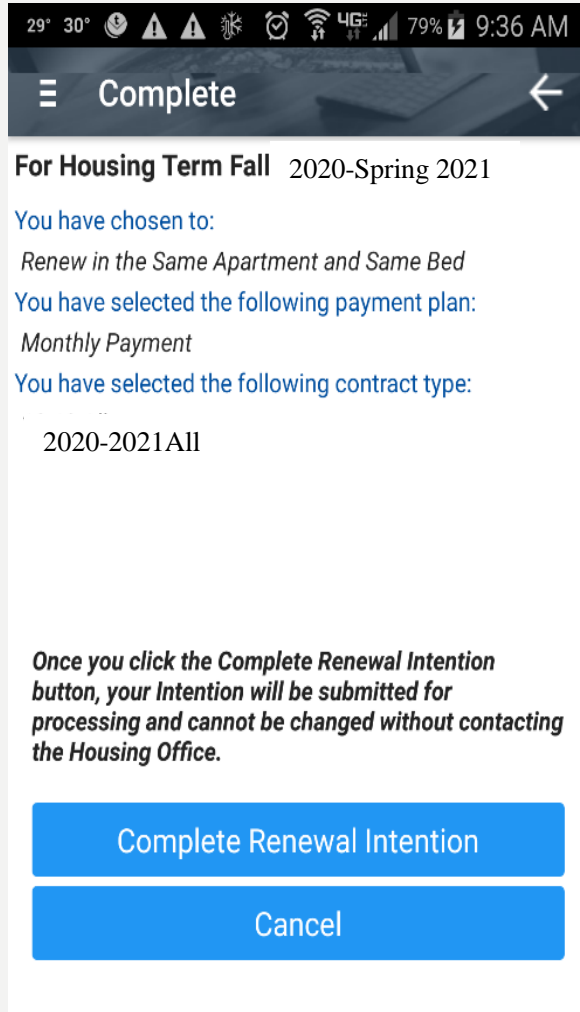 29° 30° 4G 79% 9:36 AM
Complete
For Housing Term Fall 2020-Spring 2021
You have chosen to:
Renew in the Same Apartment and Same Bed
You have selected the following payment plan:
Monthly Payment
You have selected the following contract type:
2020-2021All
Once you click the Complete Renewal Intention
button, your Intention will be submitted for
processing and cannot be changed without contacting
the Housing Office.
Complete Renewal Intention
Cancel